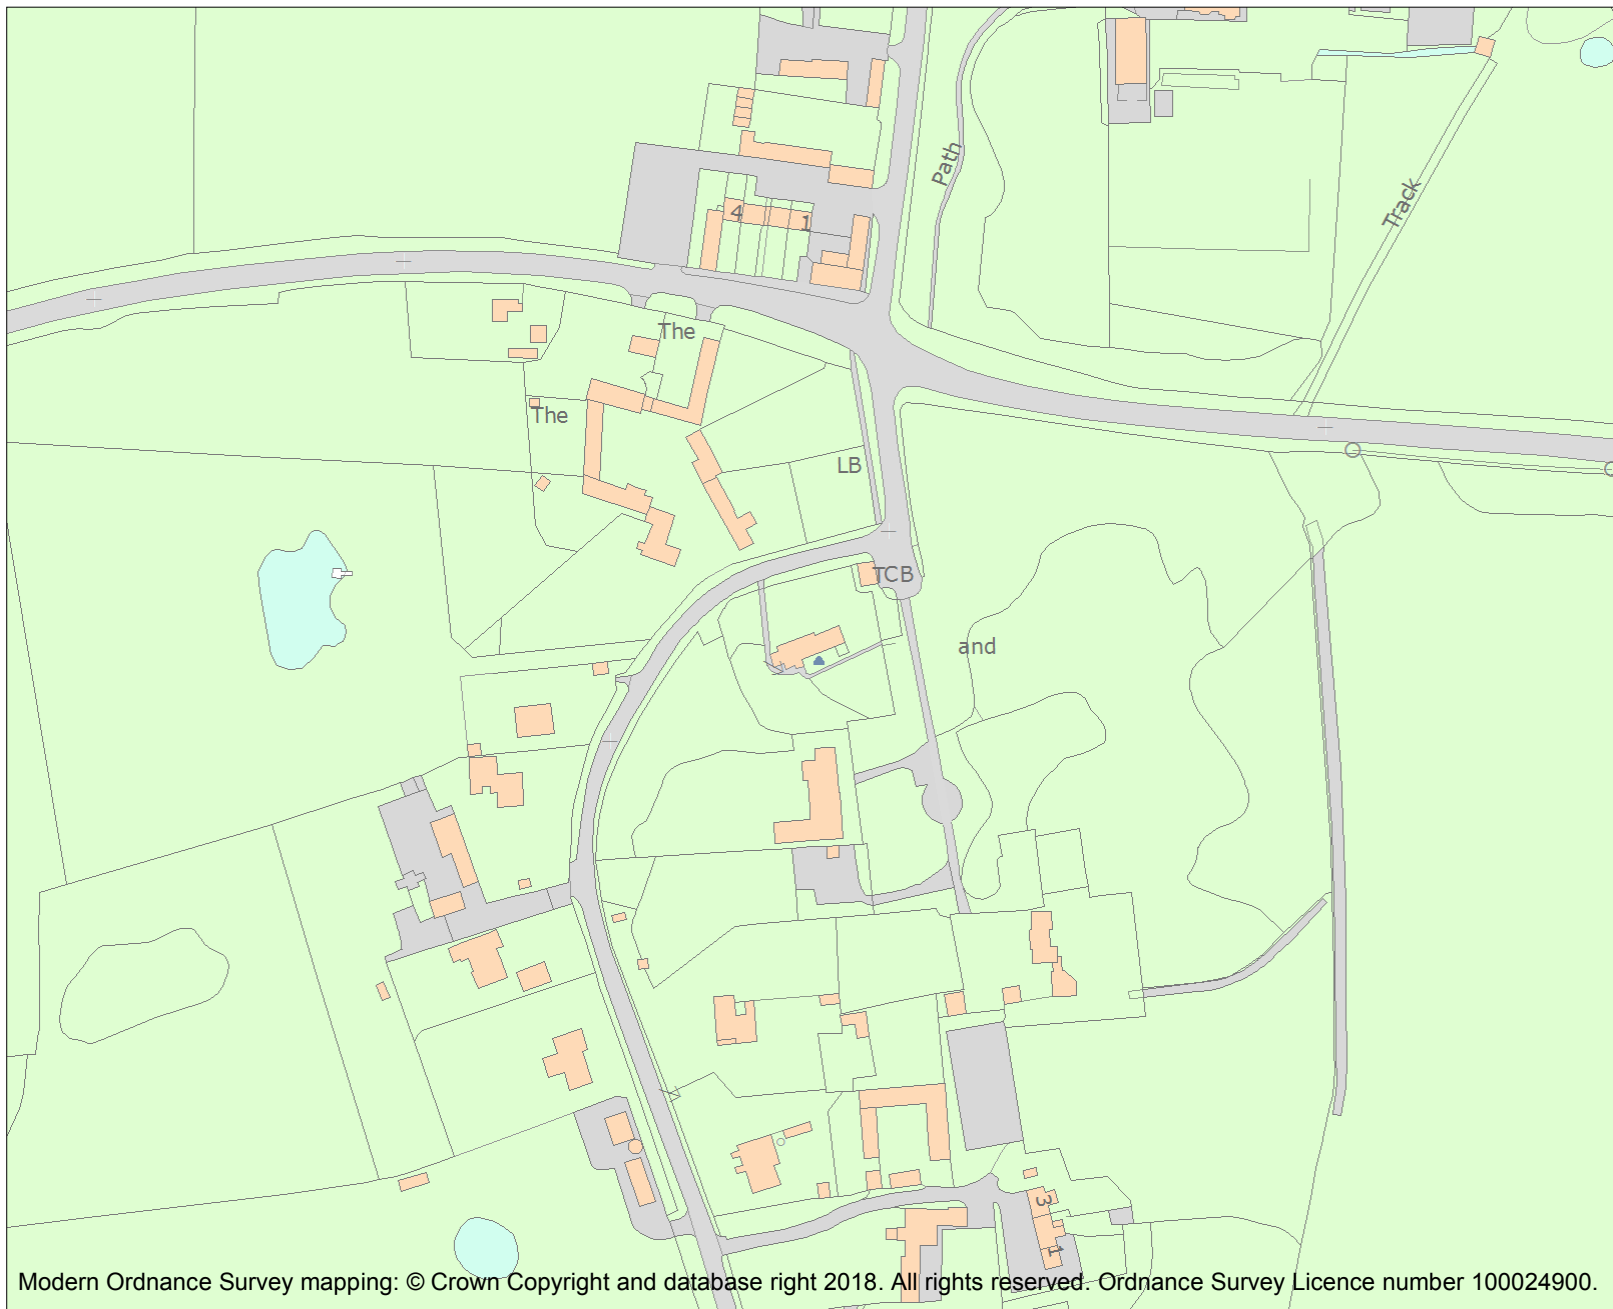 Path
Track
4
1
The
The
LB
TCB
and
3
1
Modern Ordnance Survey mapping: © Crown Copyright and database right 2018. All rights reserved. Ordnance Survey Licence number 100024900.